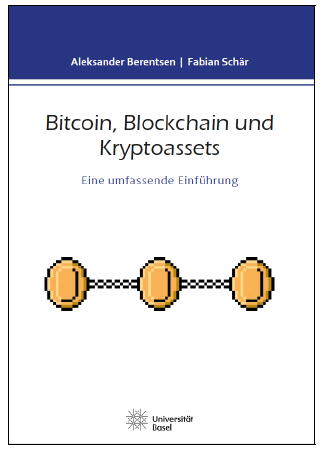 Aleksander Berentsen | Fabian Schär
Bitcoin, Blockchain und
Kryptoassets
Eine umfassende Einführung
Universität
Basel